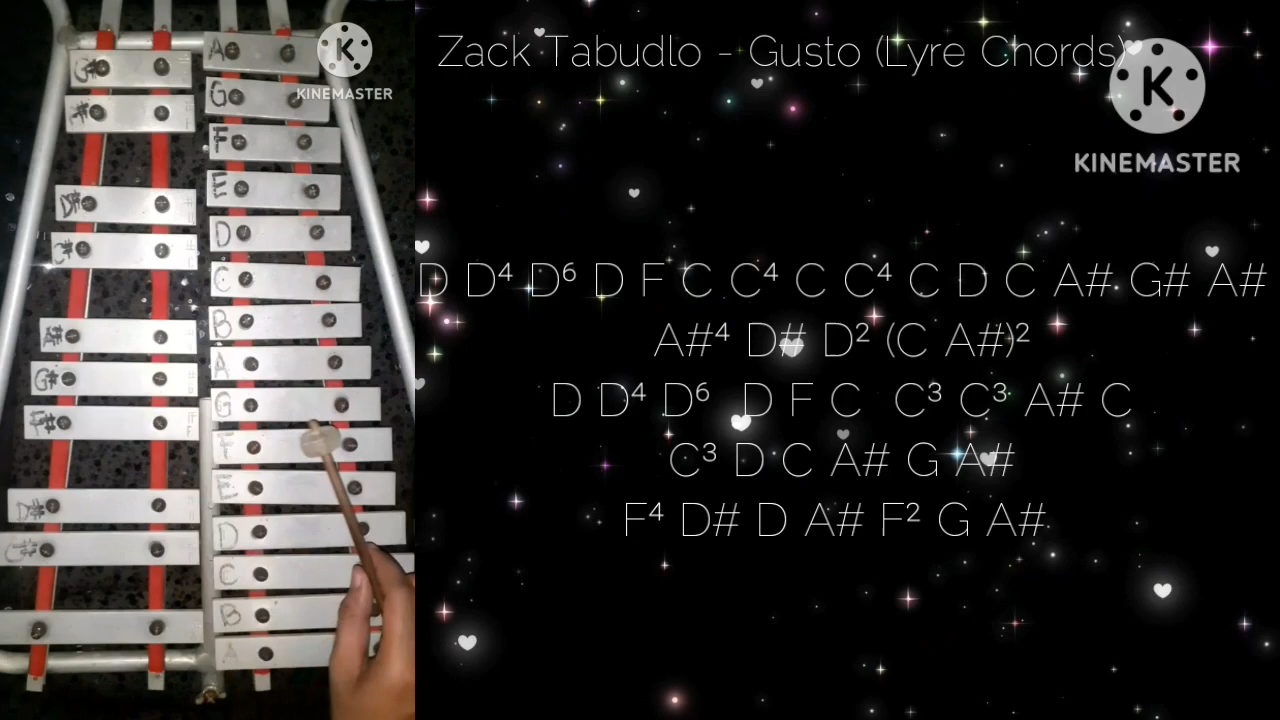 Zack Tabudlo - Gusto (Lyre Chords)
KINEMASTER
KINEMASTER
D D⁴ D⁶ D F C C⁴ C C⁴ C D C A# G# A#
A#⁴ D# D² (C A#)²
D D⁴ D⁶ D F C C³ C³ A# C
C³ D C A# G A#
F⁴ D# D A# F² G A#
A
G
F
E
D
C
B
A
G
F
E
D
C
B
A
D#
C#
G#
D#